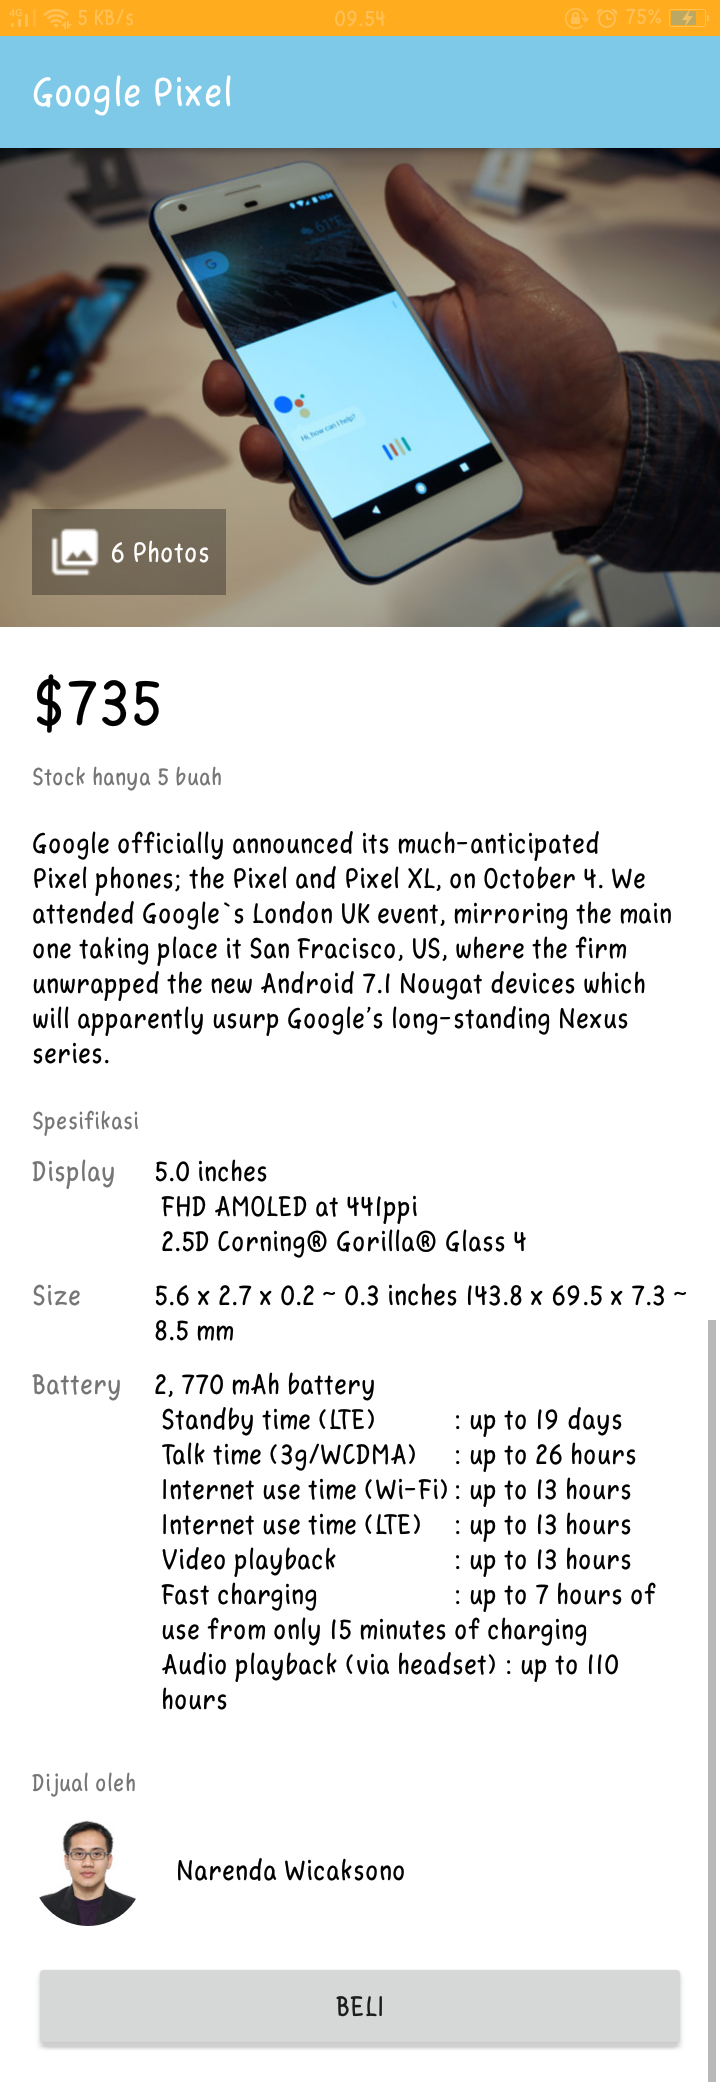 4G 5 KB/s 09.54 75%
Google Pixel
61°E
G
Hi, how can I help?
6 Photos
$735
Stock hanya 5 buah
Google officially announced its much-anticipated
Pixel phones; the Pixel and Pixel XL, on October 4. We
attended Google`s London UK event, mirroring the main
one taking place it San Fracisco, US, where the firm
unwrapped the new Android 7.1 Nougat devices which
will apparently usurp Google’s long-standing Nexus
series.
Spesifikasi
Display 5.0 inches
FHD AMOLED at 441ppi
2.5D Corning® Gorilla® Glass 4
Size 5.6 x 2.7 x 0.2 ~ 0.3 inches 143.8 x 69.5 x 7.3 ~
8.5 mm
Battery 2, 770 mAh battery
Standby time (LTE) : up to 19 days
Talk time (3g/WCDMA) : up to 26 hours
Internet use time (Wi-Fi) : up to 13 hours
Internet use time (LTE) : up to 13 hours
Video playback : up to 13 hours
Fast charging : up to 7 hours of
use from only 15 minutes of charging
Audio playback (via headset) : up to 110
hours
Dijual oleh
Narenda Wicaksono
BELI